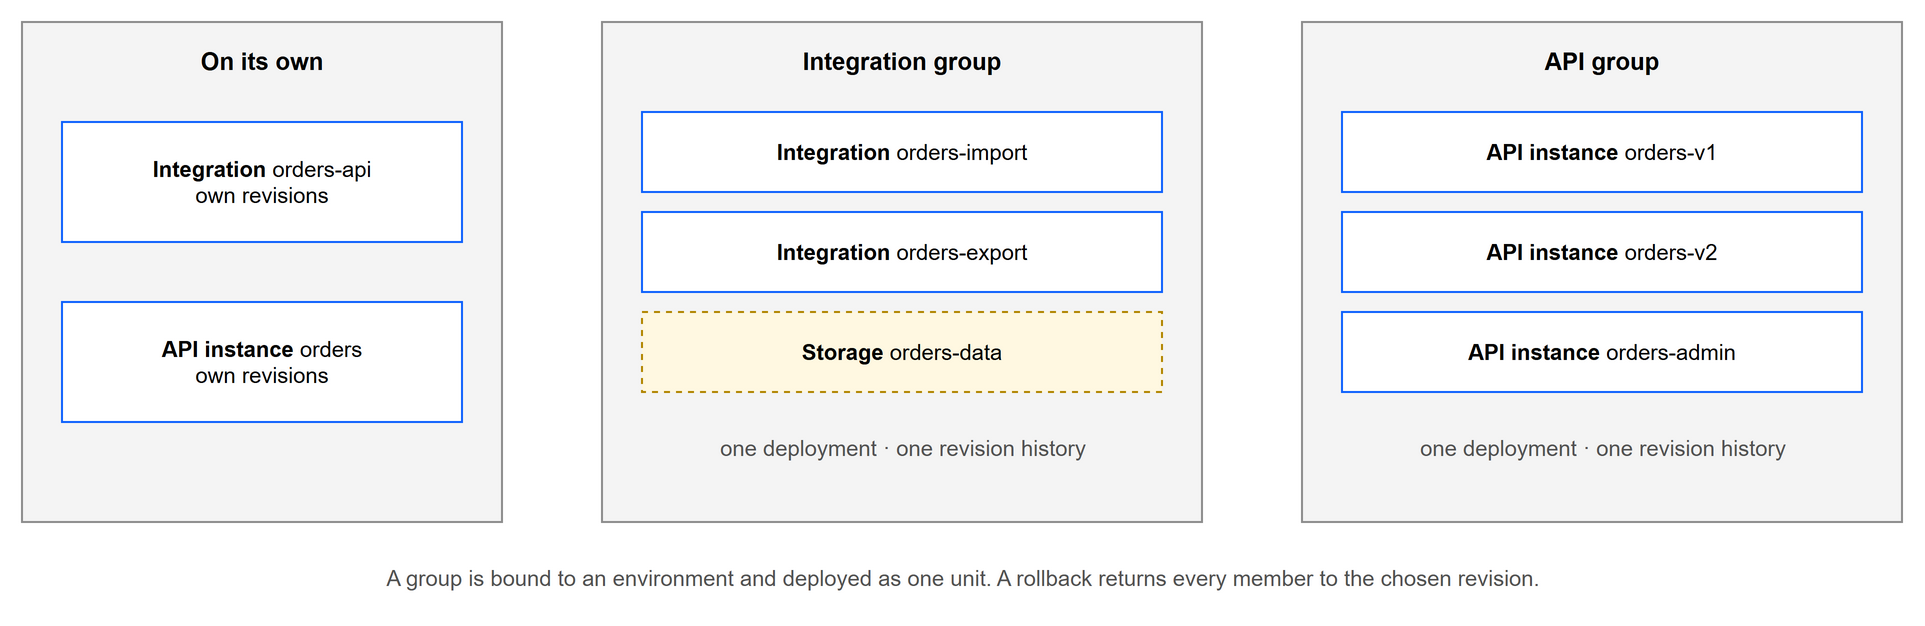 On its own
Integration orders-api
own revisions
API instance orders
own revisions
Integration group
Integration orders-import
Integration orders-export
Storage orders-data
one deployment · one revision history
API group
API instance orders-v1
API instance orders-v2
API instance orders-admin
one deployment · one revision history
A group is bound to an environment and deployed as one unit. A rollback returns every member to the chosen revision.